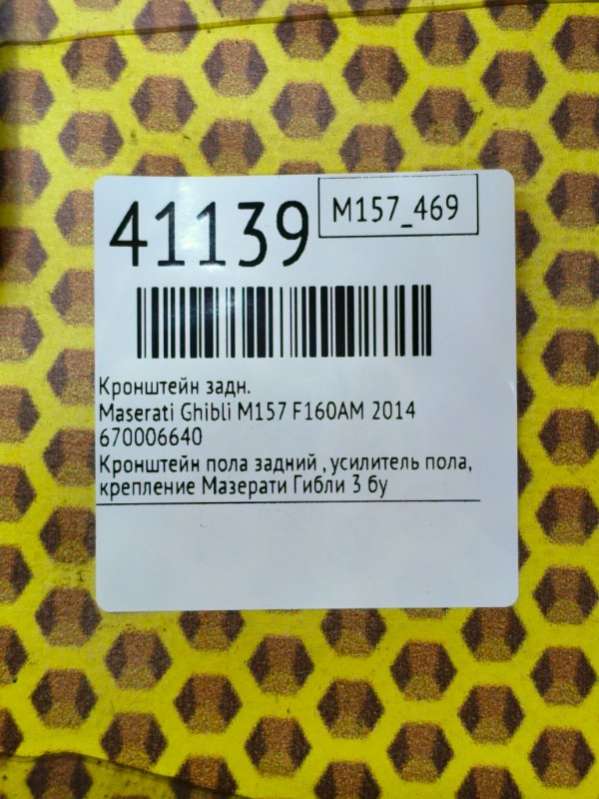 41139
M157_469
Кронштейн задн.
Maserati Ghibli M157 F160AM 2014
670006640
Кронштейн пола задний , усилитель пола,
крепление Мазерати Гибли 3 бу